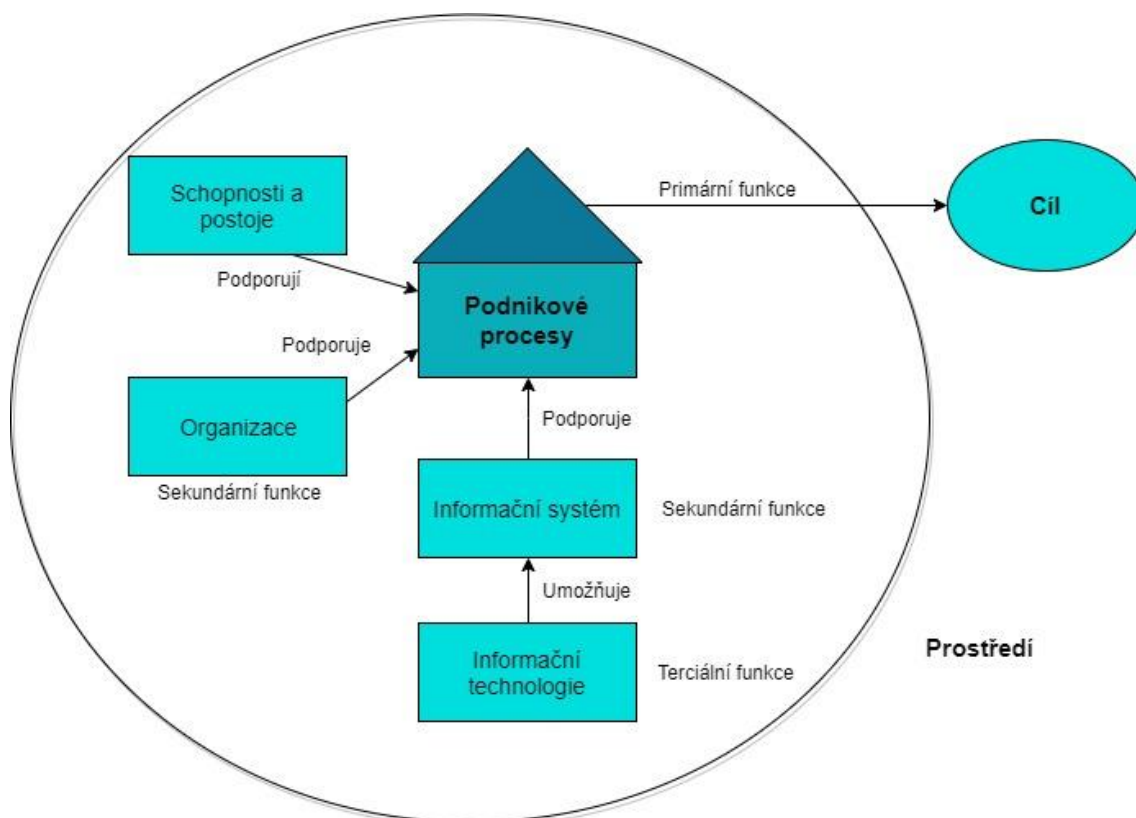 Schopnosti a
postoje
Primární funkce
Cíl
Podporují
Podnikové
procesy
Podporuje
Organizace
Podporuje
Sekundární funkce
Informační systém
Sekundární funkce
Umožňuje
Prostředí
Informační
technologie
Terciální funkce